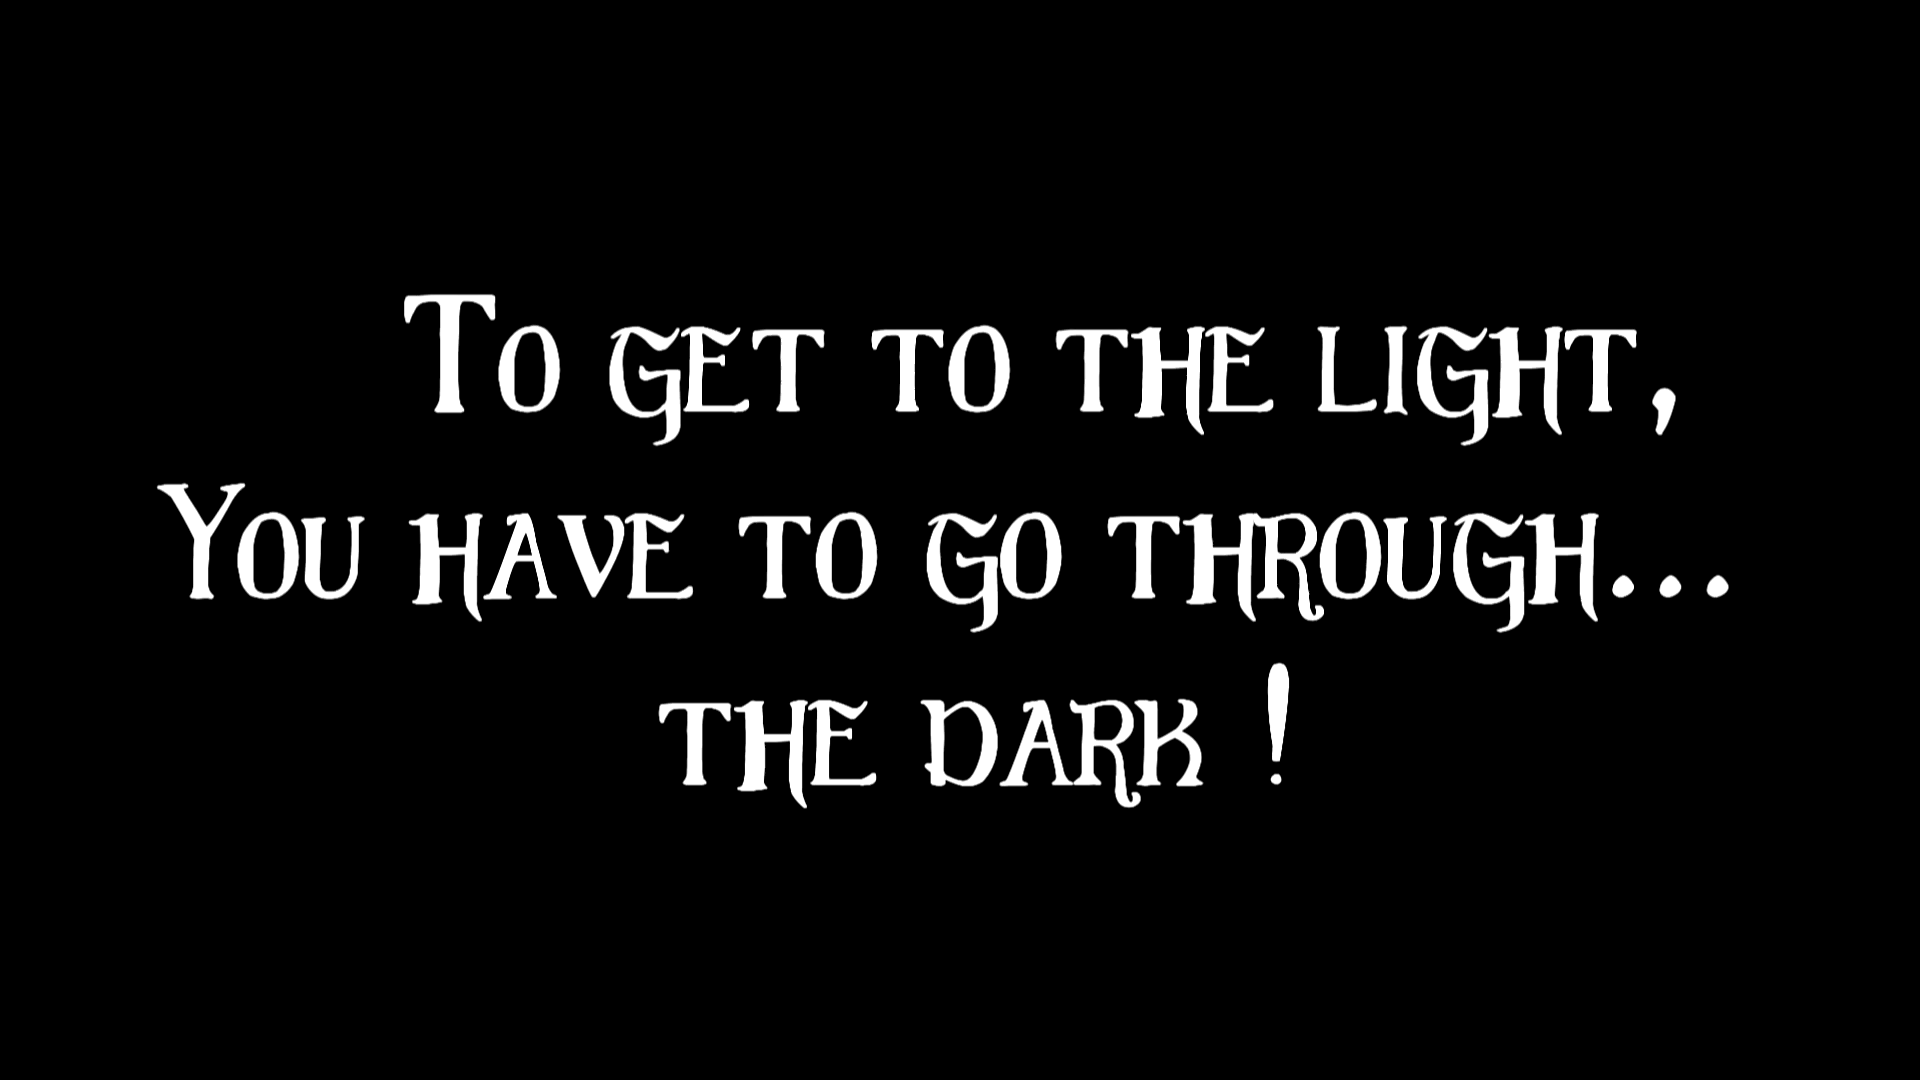 To get to the light,
You have to go through...
the dark !